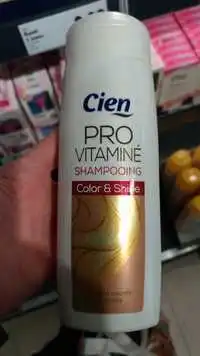 Cien
PRO
VITAMINÉ
SHAMPOOING
Color & Shine